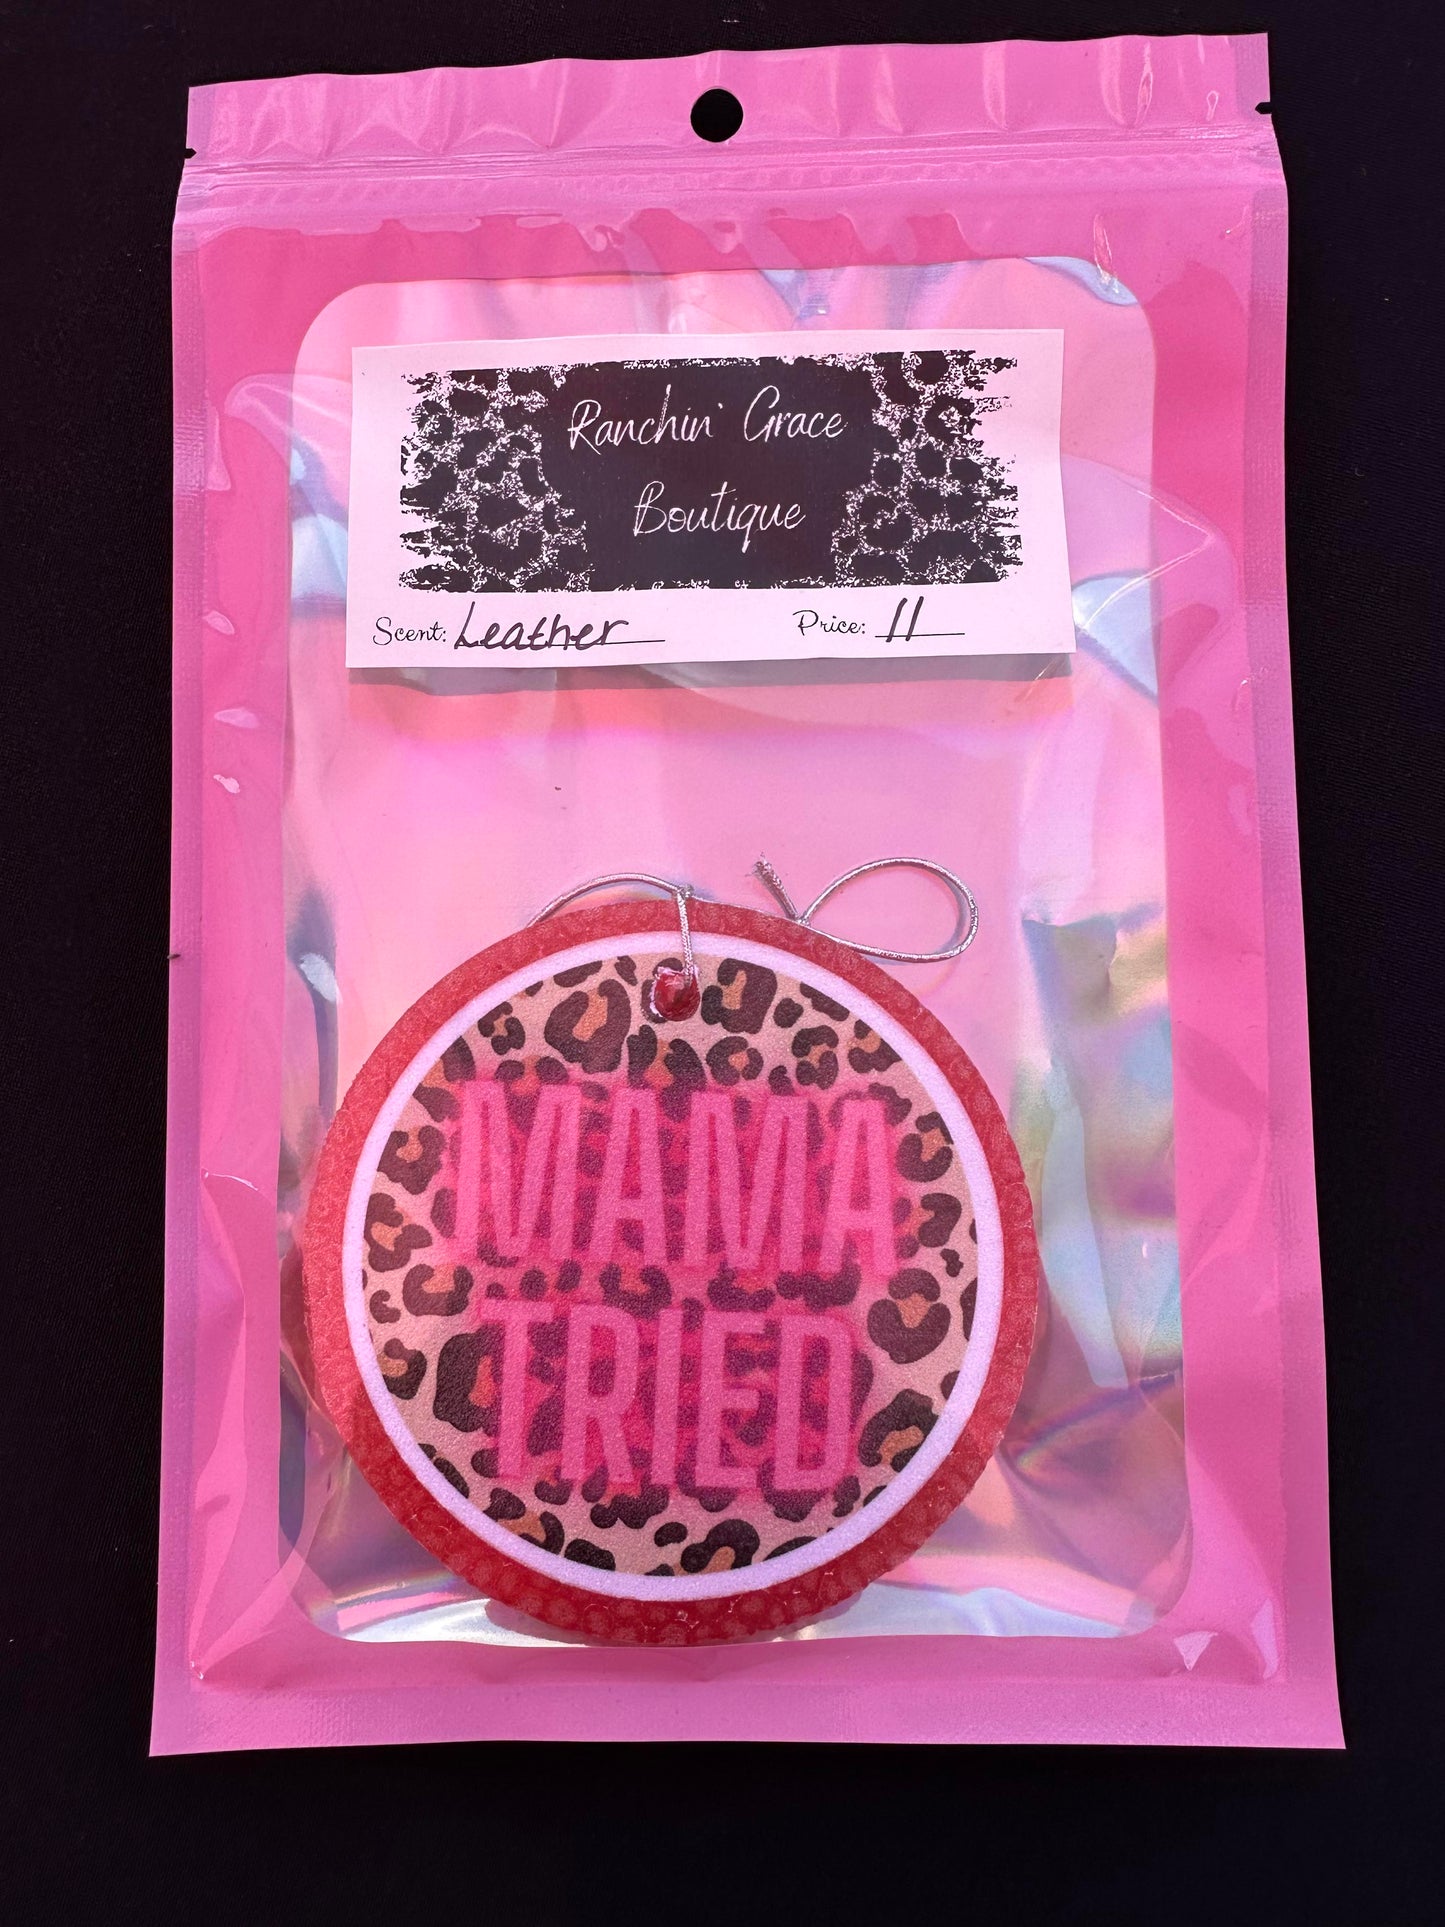 Ranchin' Grace
Boutique
Scent: Leather Price: 11
MAMA
TRIED